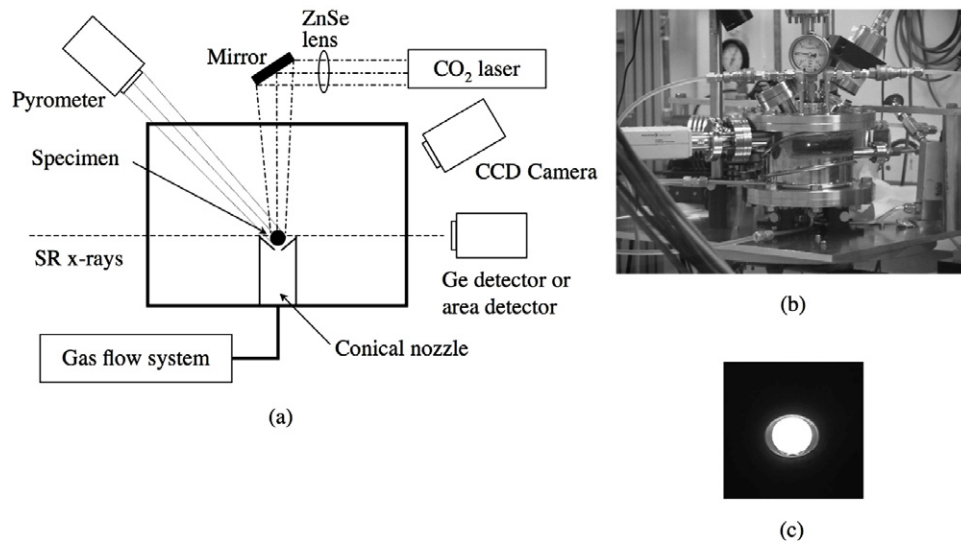 ZnSe
lens
Mirror
CO2 laser
Pyrometer
Specimen
CCD Camera
SR x-rays
Ge detector or
area detector
Conical nozzle
Gas flow system
(a)
(b)
(c)